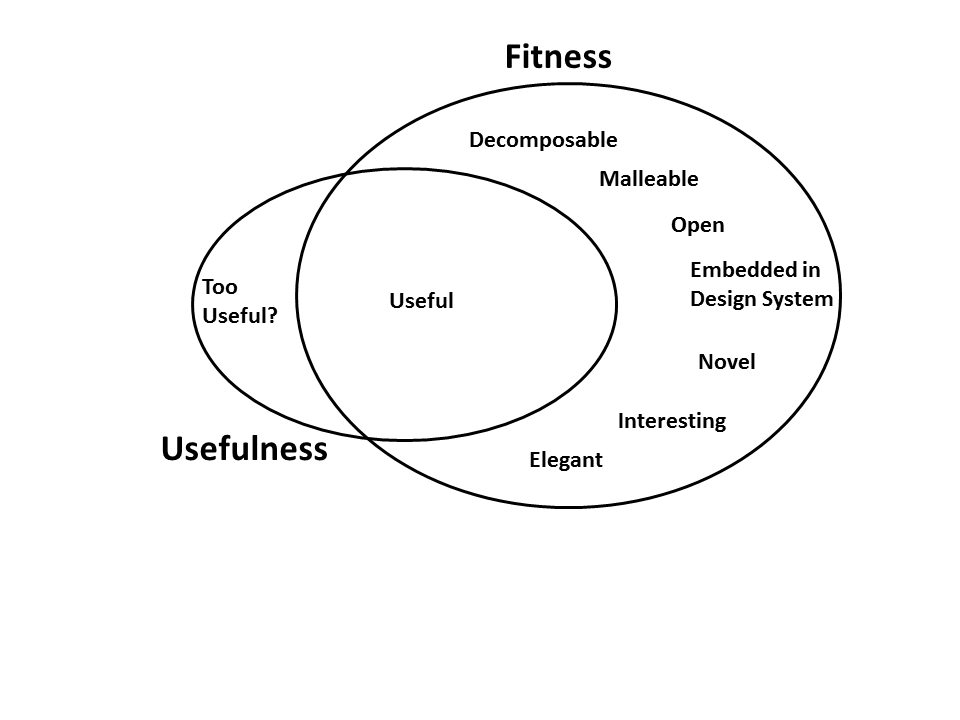 Fitness
Decomposable
Malleable
Open
Embedded in
Design System
Too
Useful?
Useful
Novel
Interesting
Usefulness
Elegant